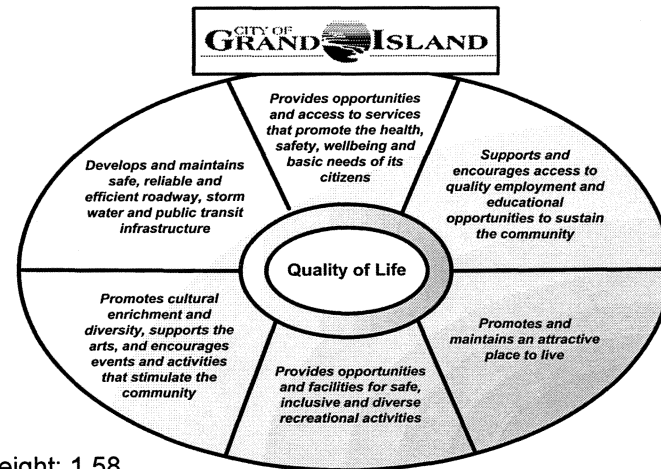 CITY OF
GRAND ISLAND
Provides opportunities
and access to services
that promote the health,
safety, wellbeing and
basic needs of its
citizens
Develops and maintains
safe, reliable and
efficient roadway, storm
water and public transit
infrastructure
Supports and
encourages access to
quality employment and
educational
opportunities to sustain
the community
Quality of Life
Promotes cultural
enrichment and
diversity, supports the
arts, and encourages
events and activities
that stimulate the
community
Provides opportunities
and facilities for safe,
inclusive and diverse
recreational activities
Promotes and
maintains an attractive
place to live
eight: 1.58